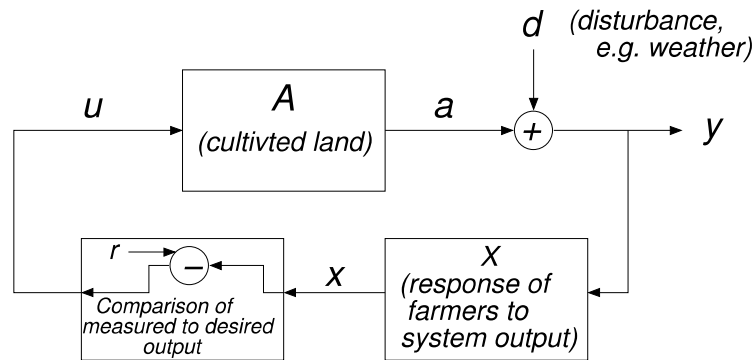 d
(disturbance,
e.g. weather)
u
A
(cultivted land)
a
+
y
r
–
Comparison of
measured to desired
output
x
X
(response of
farmers to
system output)